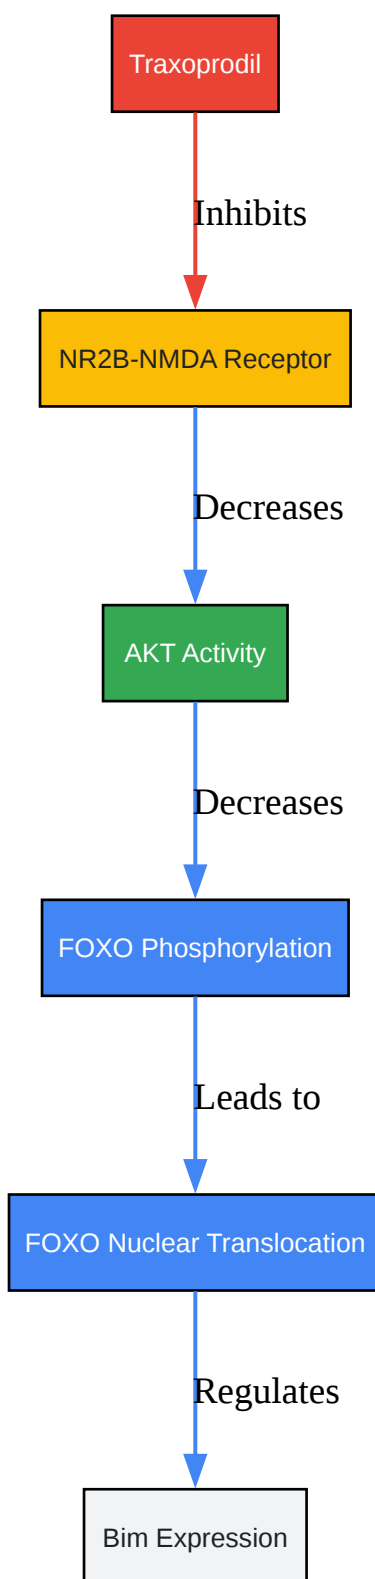 Traxoprodil
Inhibits
NR2B-NMDA Receptor
Decreases
AKT Activity
Decreases
FOXO Phosphorylation
Leads to
FOXO Nuclear Translocation
Regulates
Bim Expression